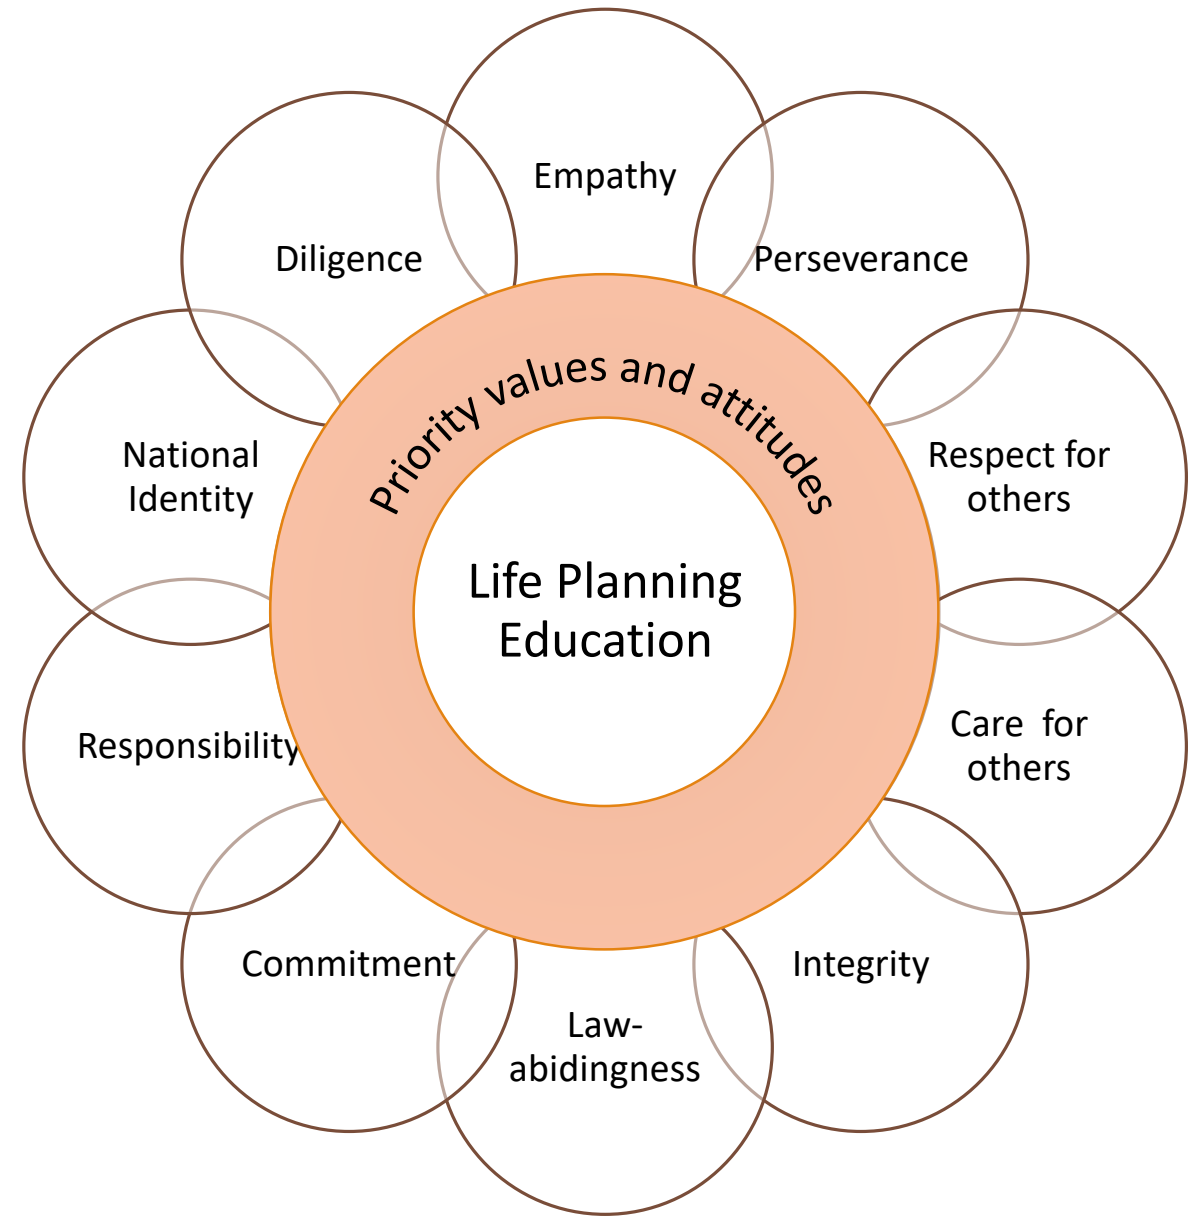 Empathy
Perseverance
Respect for
others
Care for
others
Integrity
Law-
abidingness
Commitment
Responsibility
National
Identity
Diligence
Priority values and attitudes
Life Planning
Education